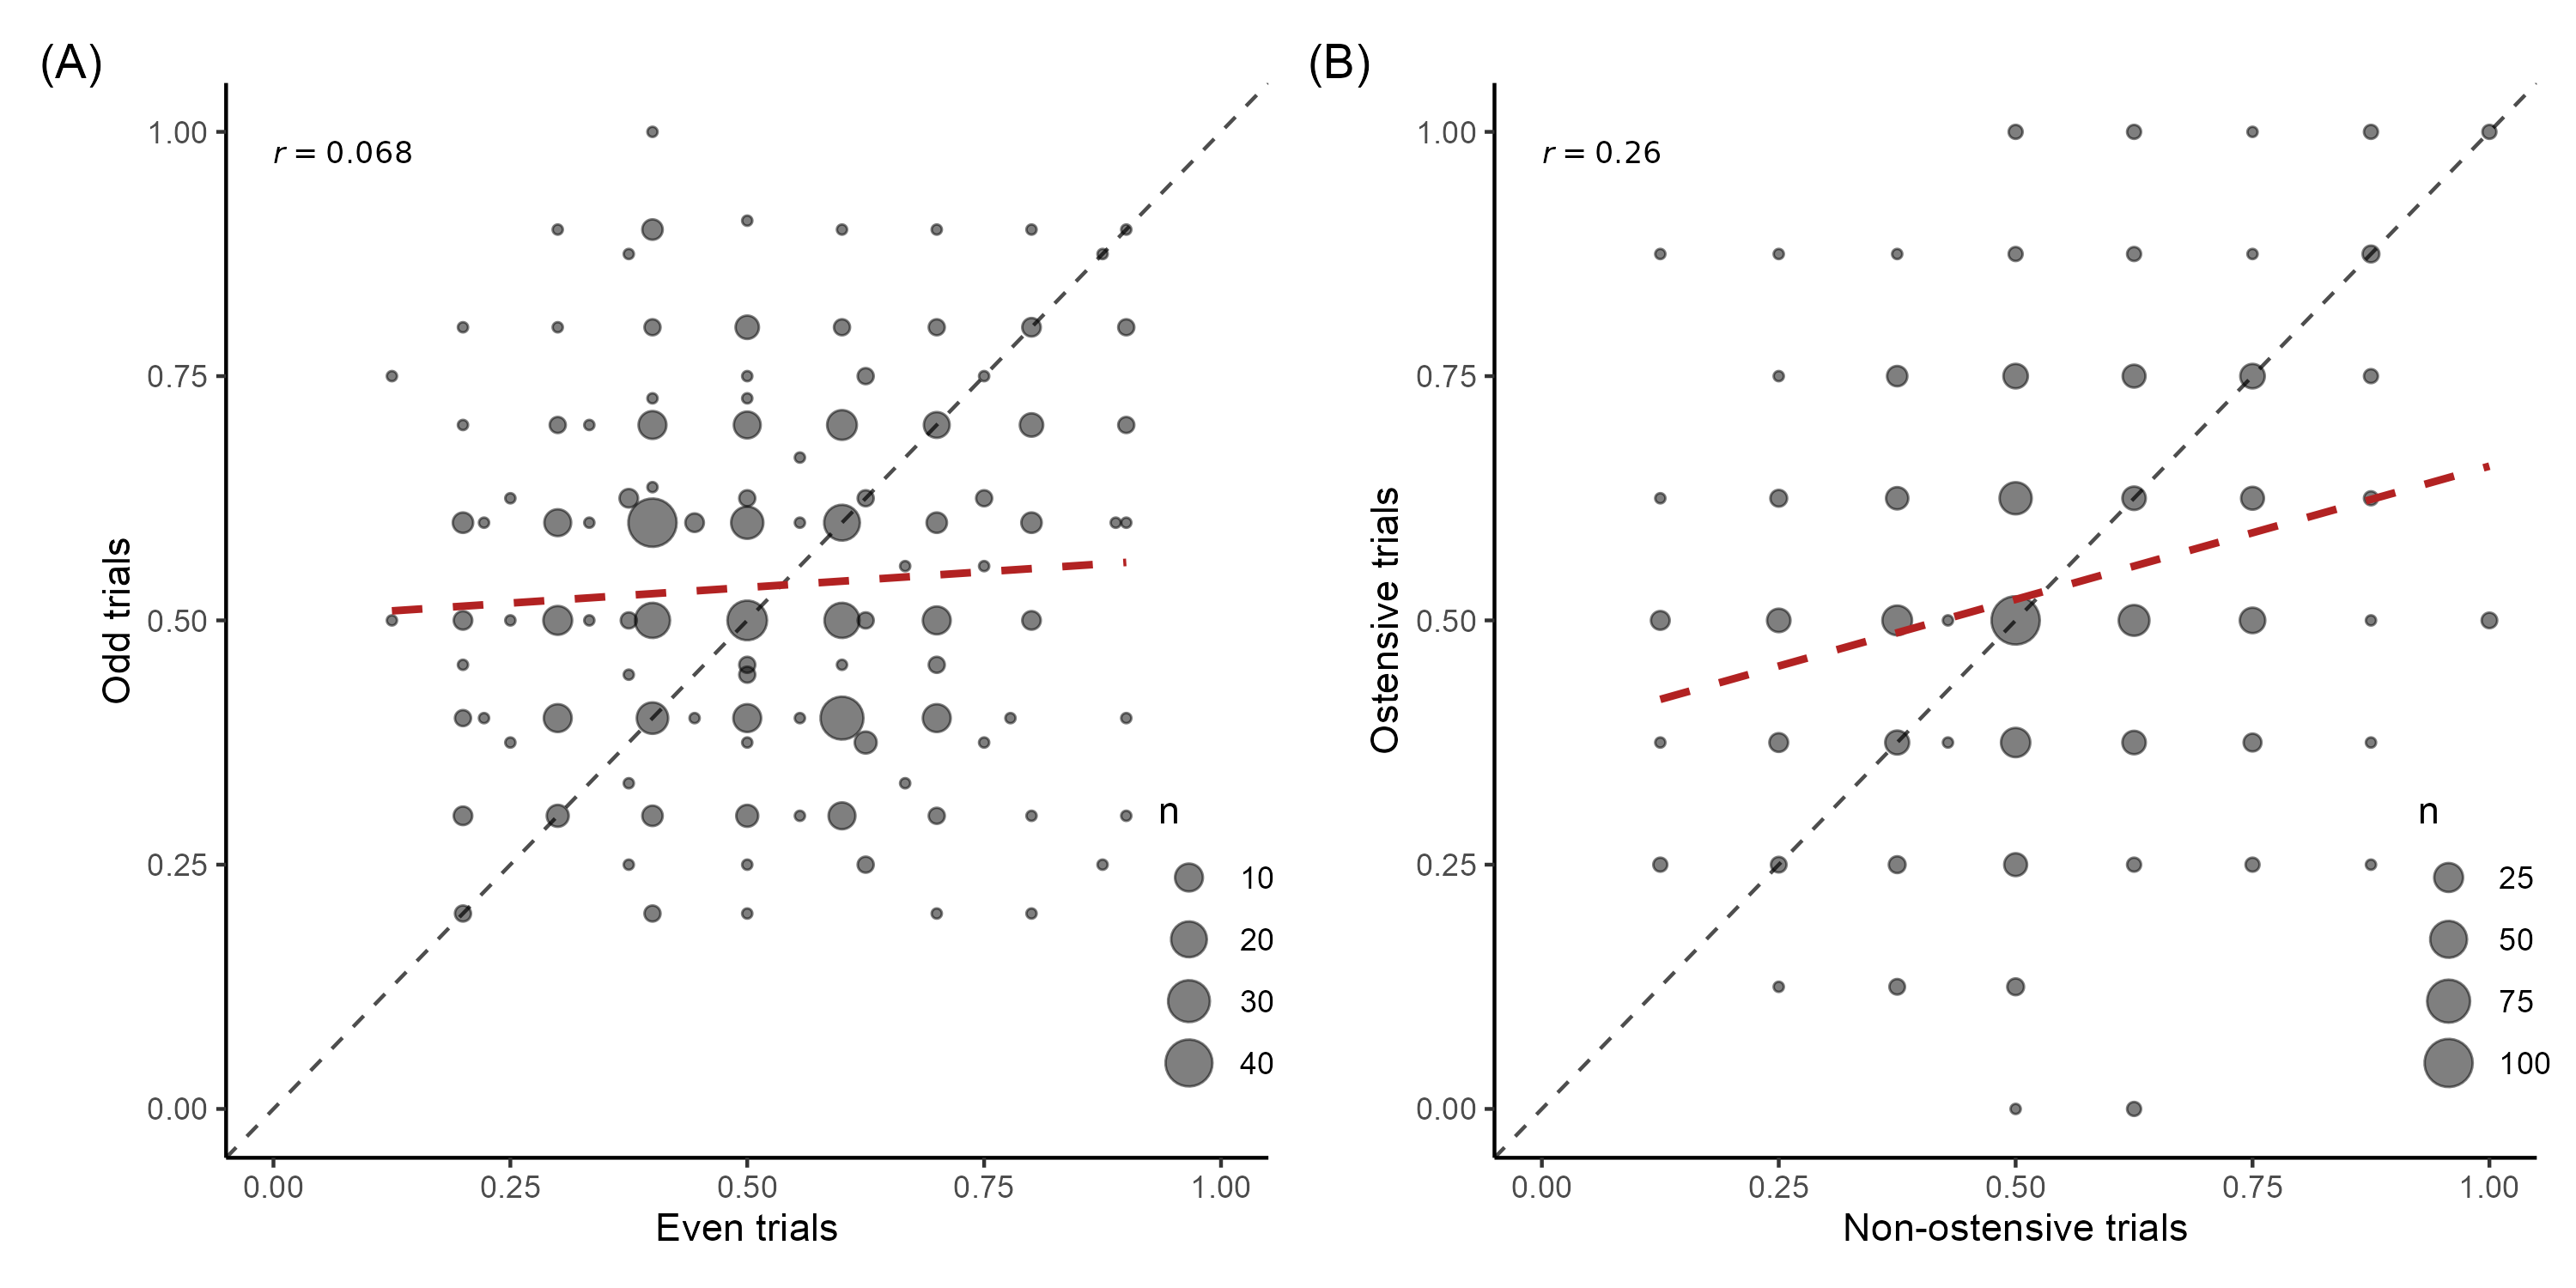 (A)
r = 0.068
1.00
0.75
0.50
0.25
0.00
Odd trials
0.00 0.25 0.50 0.75 1.00
Even trials
n
10
20
30
40
(B)
r = 0.26
1.00
0.75
0.50
0.25
0.00
Ostensive trials
0.00 0.25 0.50 0.75 1.00
Non-ostensive trials
n
25
50
75
100